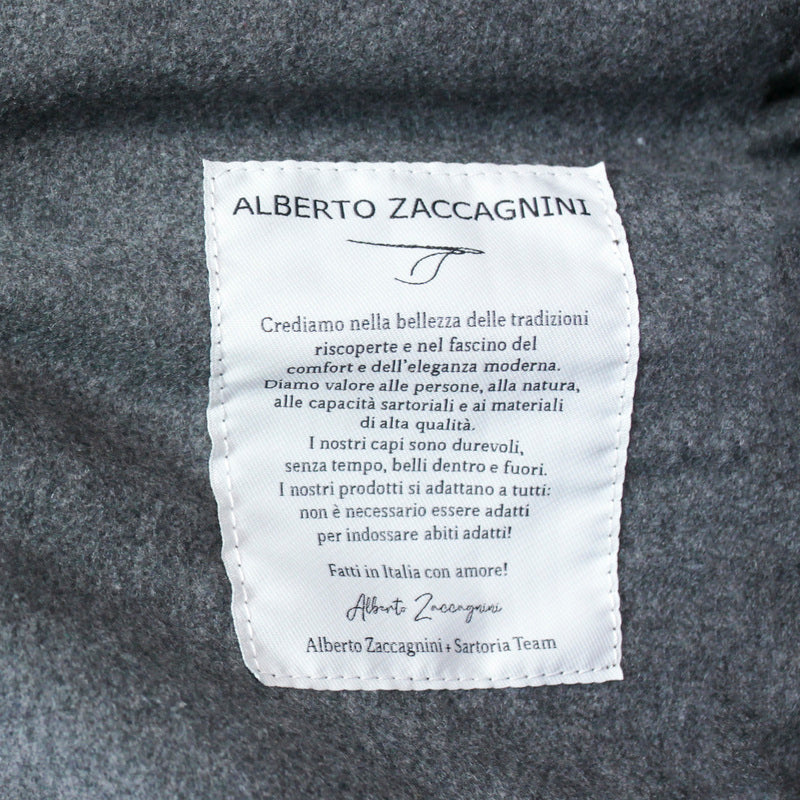 ALBERTO ZACCAGNINI
Crediamo nella bellezza delle tradizioni
riscoperte e nel fascino del
comfort e dell'eleganza moderna.
Diamo valore alle persone, alla natura,
alle capacità sartoriali e ai materiali
di alta qualità.
I nostri capi sono durevoli,
senza tempo, belli dentro e fuori.
I nostri prodotti si adattano a tutti:
non è necessario essere adatti
per indossare abiti adatti!
Fatti in Italia con amore!
Alberto Zaccagnini
Alberto Zaccagnini + Sartoria Team